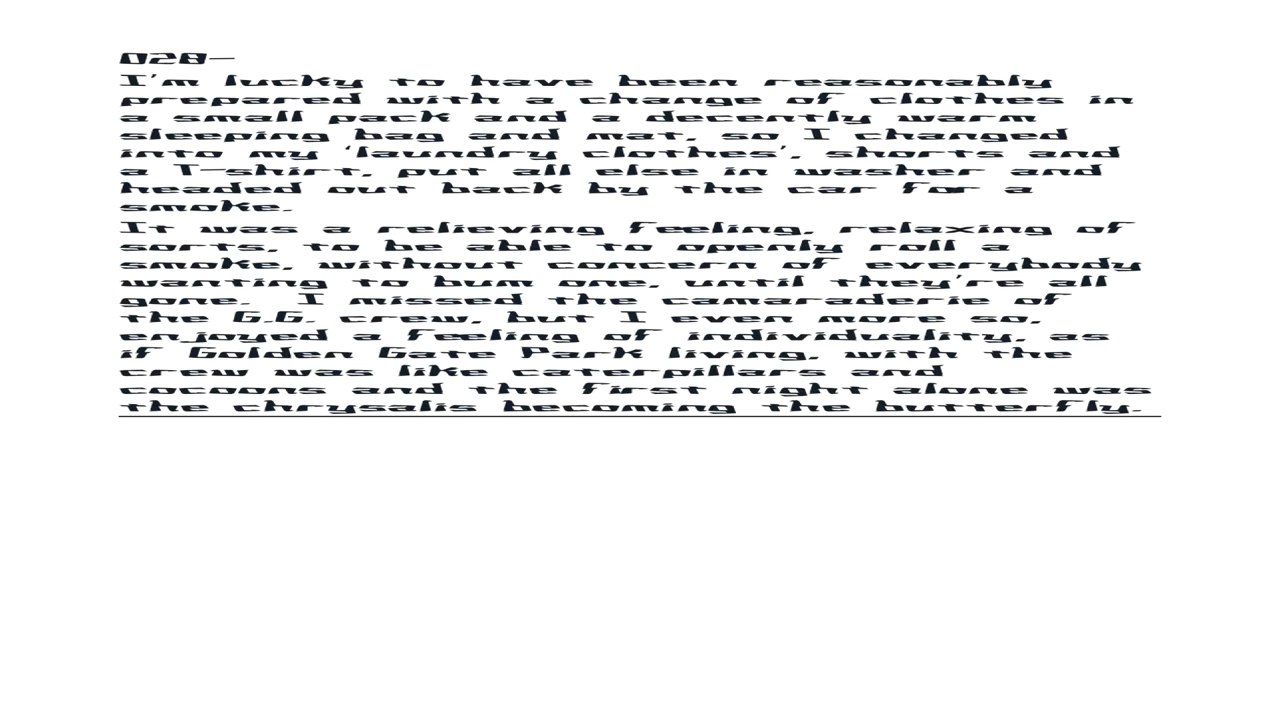 028—
I'm lucky to have been reasonably
prepared with a change of clothes in
a small pack and a decently warm
sleeping bag and mat, so I changed
into my 'laundry clothes', shorts and
a T-shirt, put all else in washer and
headed out back by the car for a
smoke.
It was a relieving feeling, relaxing of
sorts, to be able to openly roll a
smoke, without concern of everybody
wanting to bum one, until they're all
gone.  I missed the camaraderie of
the G.G. crew, but I even more so,
enjoyed a feeling of individuality, as
if Golden Gate Park living, with the
crew was like caterpillars and
cocoons and the first night alone was
the chrysalis becoming the butterfly.